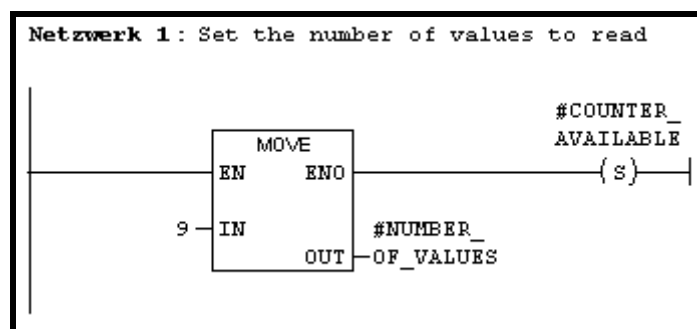 Netzwerk 1: Set the number of values to read
#COUNTER_
AVAILABLE
MOVE
EN ENO
(S)
9 IN
#NUMBER_
OUT OF_VALUES